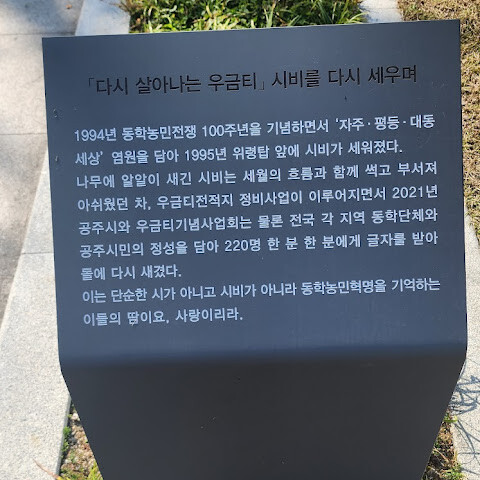 「다시 살아나는 우금티」 시비를 다시 세우며
1994년 동학농민전쟁 100주년을 기념하면서 '자주·평등·대동
세상' 염원을 담아 1995년 위령탑 앞에 시비가 세워졌다.
나무에 알알이 새긴 시비는 세월의 흐름과 함께 썩고 부서져
아쉬웠던 차, 우금티전적지 정비사업이 이루어지면서 2021년
공주시와 우금티기념사업회는 물론 전국 각 지역 동학단체와
공주시민의 정성을 담아 220명 한 분 한 분에게 글자를 받아
돌에 다시 새겼다.
이는 단순한 시가 아니고 시비가 아니라 동학농민혁명을 기억하는
이들의 땀이요, 사랑이리라.